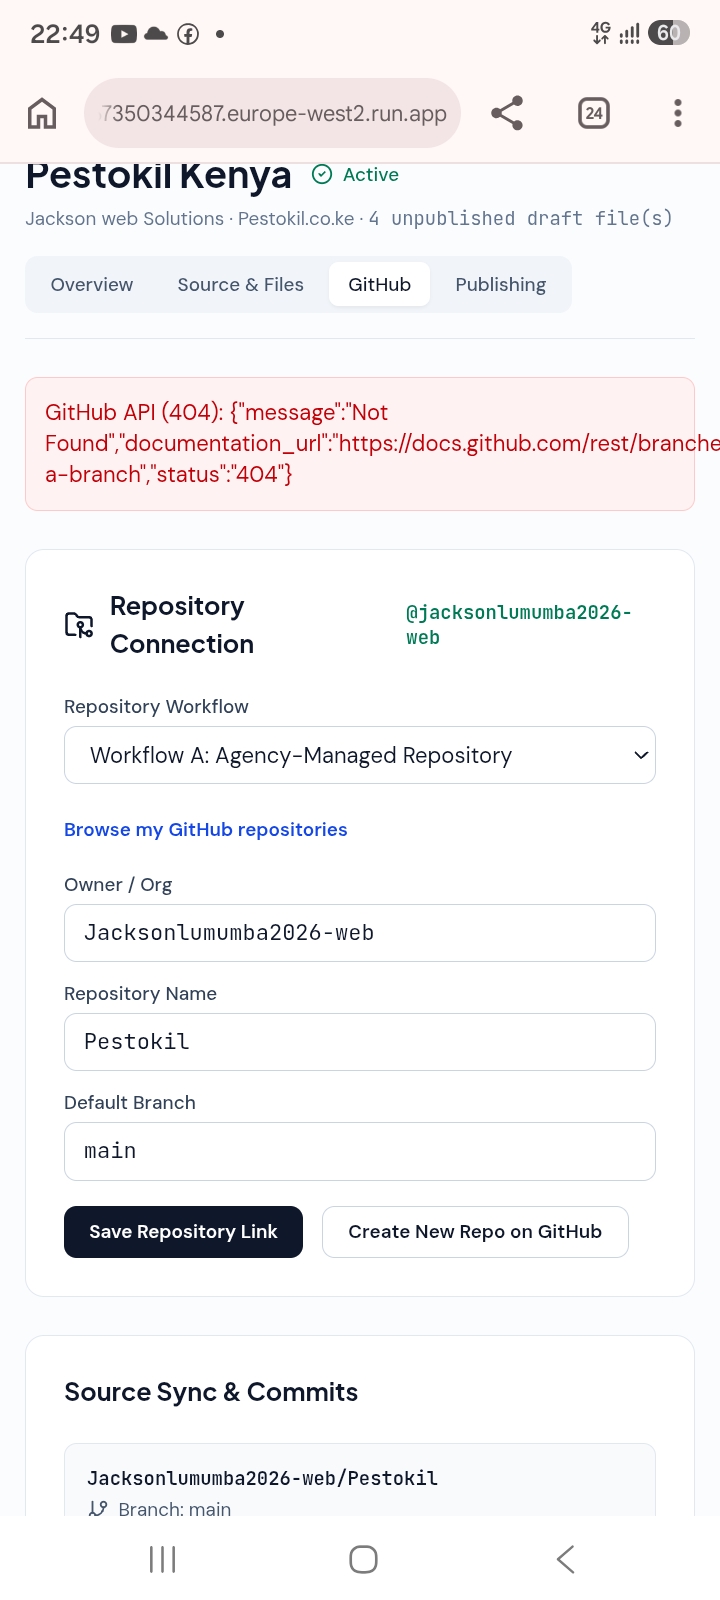 22:49
4G
60
7350344587.europe-west2.run.app
24
Pestokil Kenya
Active
Jackson web Solutions · Pestokil.co.ke · 4 unpublished draft file(s)
Overview
Source & Files
GitHub
Publishing
GitHub API (404): {"message":"Not
Found","documentation_url":"https://docs.github.com/rest/branche
a-branch","status":"404"}
Repository
Connection
@jacksonlumumba2026-
web
Repository Workflow
Workflow A: Agency-Managed Repository
Browse my GitHub repositories
Owner / Org
Jacksonlumumba2026-web
Repository Name
Pestokil
Default Branch
main
Save Repository Link
Create New Repo on GitHub
Source Sync & Commits
Jacksonlumumba2026-web/Pestokil
Branch: main